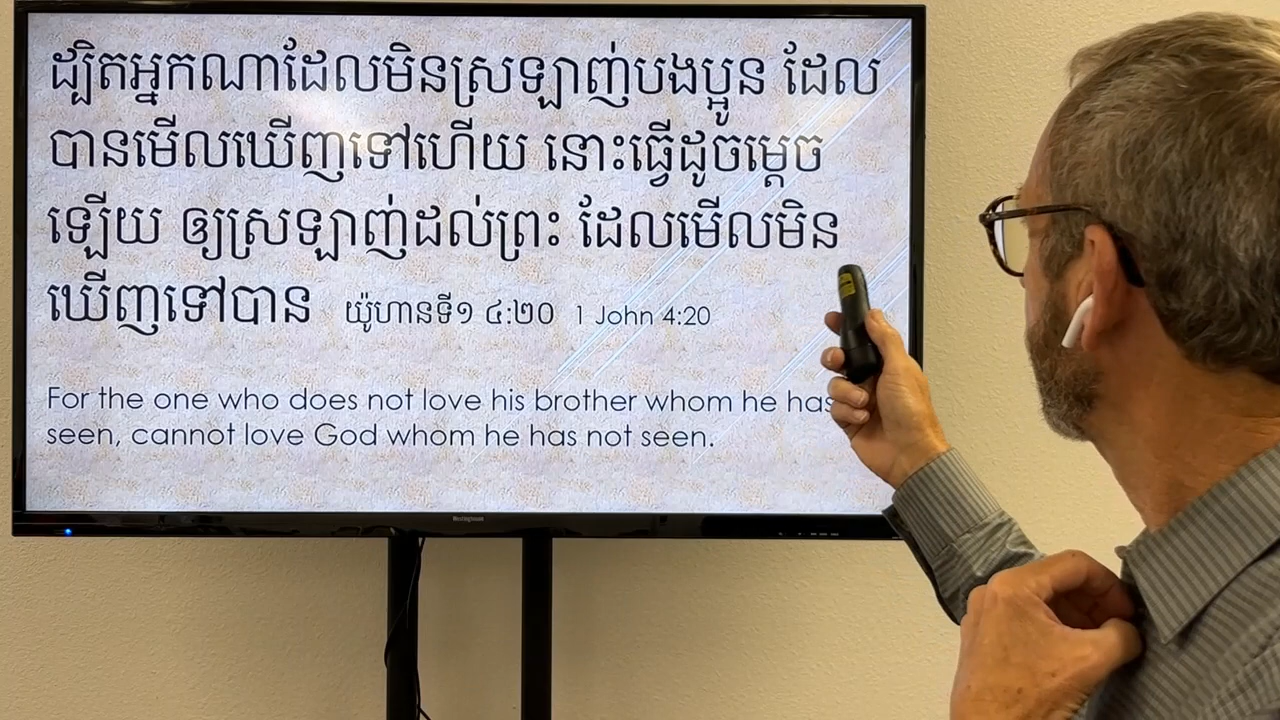 ដ្បិតអ្នកណាដែលមិនស្រឡាញ់បងប្អូន ដែល
បានមើលឃើញទៅហើយ នោះធ្វើដូចម្ដេច
ឡើយ ឲ្យស្រឡាញ់ដល់ព្រះ ដែលមើលមិន
ឃើញទៅបាន យ៉ូហានទី១ ៤:២០ 1 John 4:20
For the one who does not love his brother whom he has
seen, cannot love God whom he has not seen.
Westinghouse